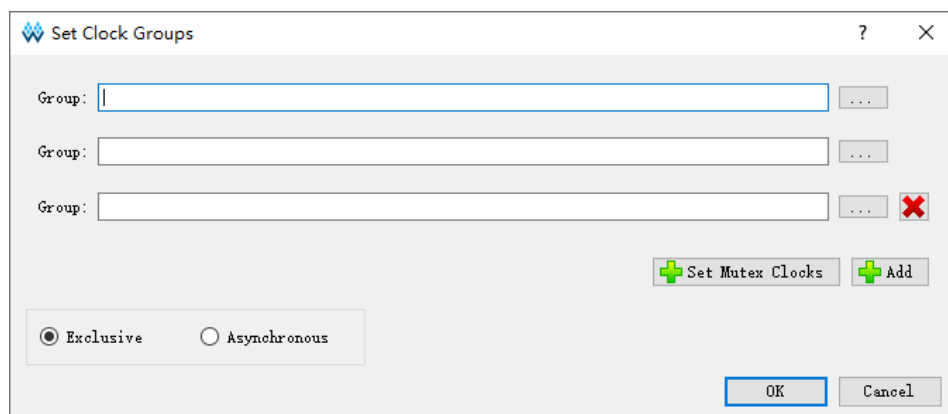 Set Clock Groups ?
Group: ...
Group: ...
Group: ...
Set Mutex Clocks Add
Exclusive Asynchronous
OK Cancel